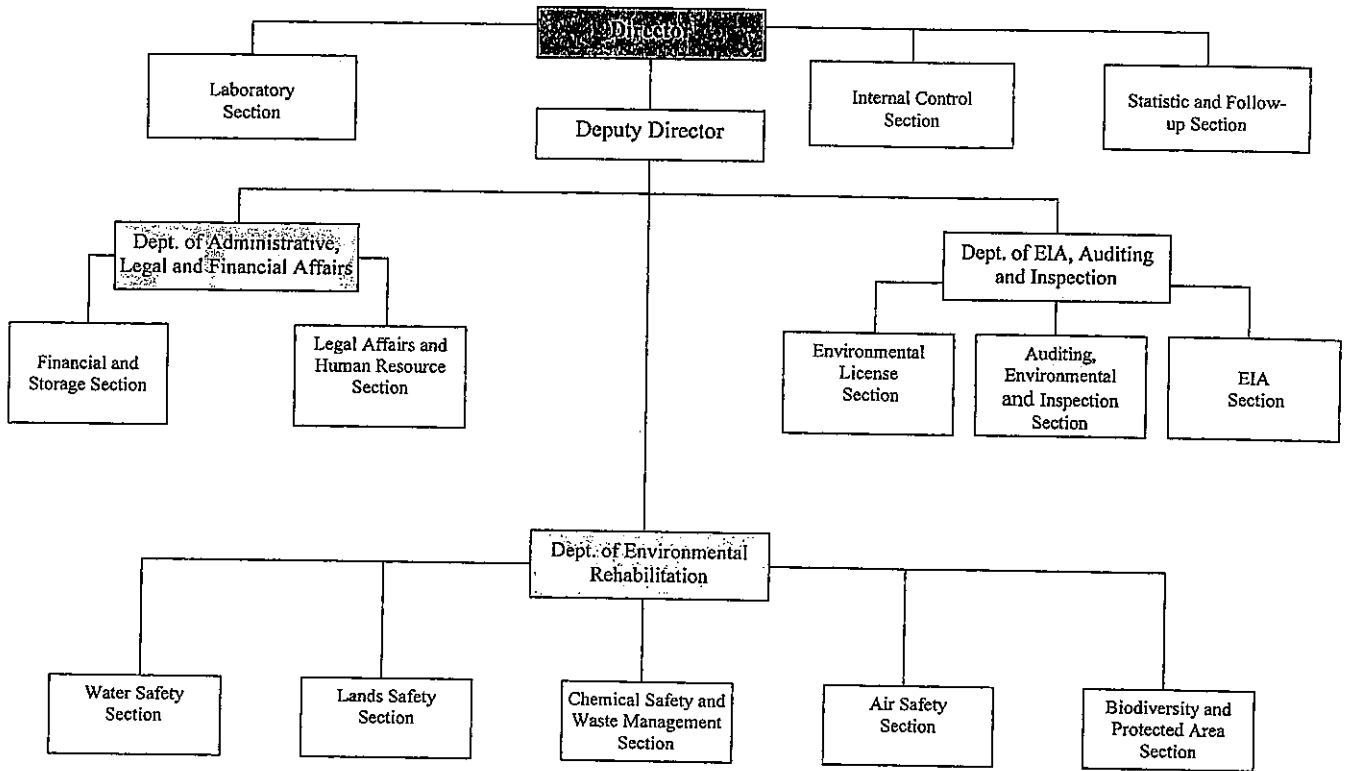 Director
Laboratory
Section
Internal Control
Section
Statistic and Follow-
up Section
Deputy Director
Dept. of Administrative,
Legal and Financial Affairs
Dept. of EIA, Auditing
and Inspection
Financial and
Storage Section
Legal Affairs and
Human Resource
Section
Environmental
License
Section
Auditing,
Environmental
and Inspection
Section
EIA
Section
Dept. of Environmental
Rehabilitation
Water Safety
Section
Lands Safety
Section
Chemical Safety and
Waste Management
Section
Air Safety
Section
Biodiversity and
Protected Area
Section